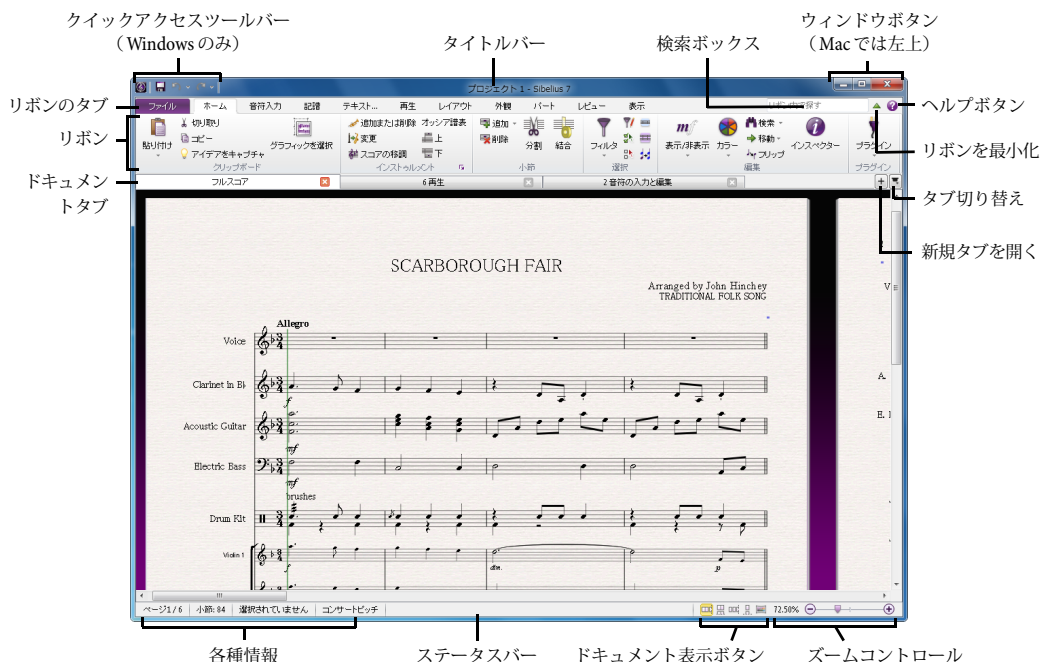 クイックアクセスツールバー
（Windows のみ）
タイトルバー
検索ボックス
ウィンドウボタン
（Mac では左上）
プロジェクト 1 - Sibelius 7
リボンのタブ
ファイル ホーム 音符入力 記譜 テキスト... 再生 レイアウト 外観 パート レビュー 表示 リボン内で探す
ヘルプボタン
リボン
貼り付け
切り取り
コピー
アイデアをキャプチャ
グラフィックを選択
クリップボード
追加または削除 オッシア譜表
変更 上
スコアの移調 下
インストゥルメント
追加
削除
分割 結合
小節
フィルタ
選択
表示/非表示 カラー
検索
移動
フリップ
インスペクター
編集
プラグイン
プラグイン
リボンを最小化
ドキュメン
トタブ
フルスコア 6 再生 2 音符の入力と編集
タブ切り替え
新規タブを開く
SCARBOROUGH FAIR
Arranged by John Hinchey
TRADITIONAL FOLK SONG
V
Allegro
Voice
Clarinet in B♭
f
A.
Acoustic Guitar
mf
E.
Electric Bass
mf
brushes
Drum Kit
f
Violin 1
f dim. p
ページ1 / 6 小節: 84 選択されていません コンサートピッチ 72.50%
各種情報
ステータスバー
ドキュメント表示ボタン
ズームコントロール